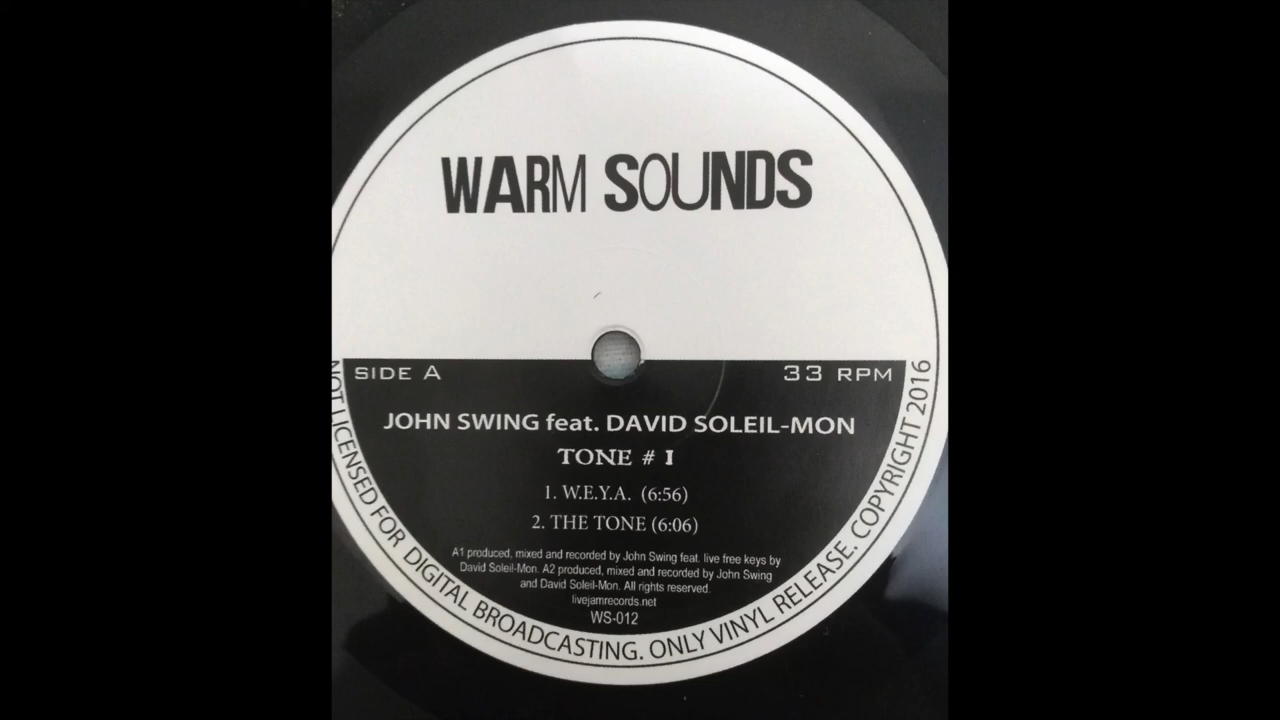 WARM SOUNDS
SIDE A
33 RPM
JOHN SWING feat. DAVID SOLEIL-MON
TONE # 1
1. W.E.Y.A. (6:56)
2. THE TONE (6:06)
A1 produced, mixed and recorded by John Swing feat. live free keys by
David Soleil-Mon. A2 produced, mixed and recorded by John Swing
and David Soleil-Mon. All rights reserved.
livejamrecords.net
WS-012
NOT LICENSED FOR DIGITAL BROADCASTING. ONLY VINYL RELEASE. COPYRIGHT 2016